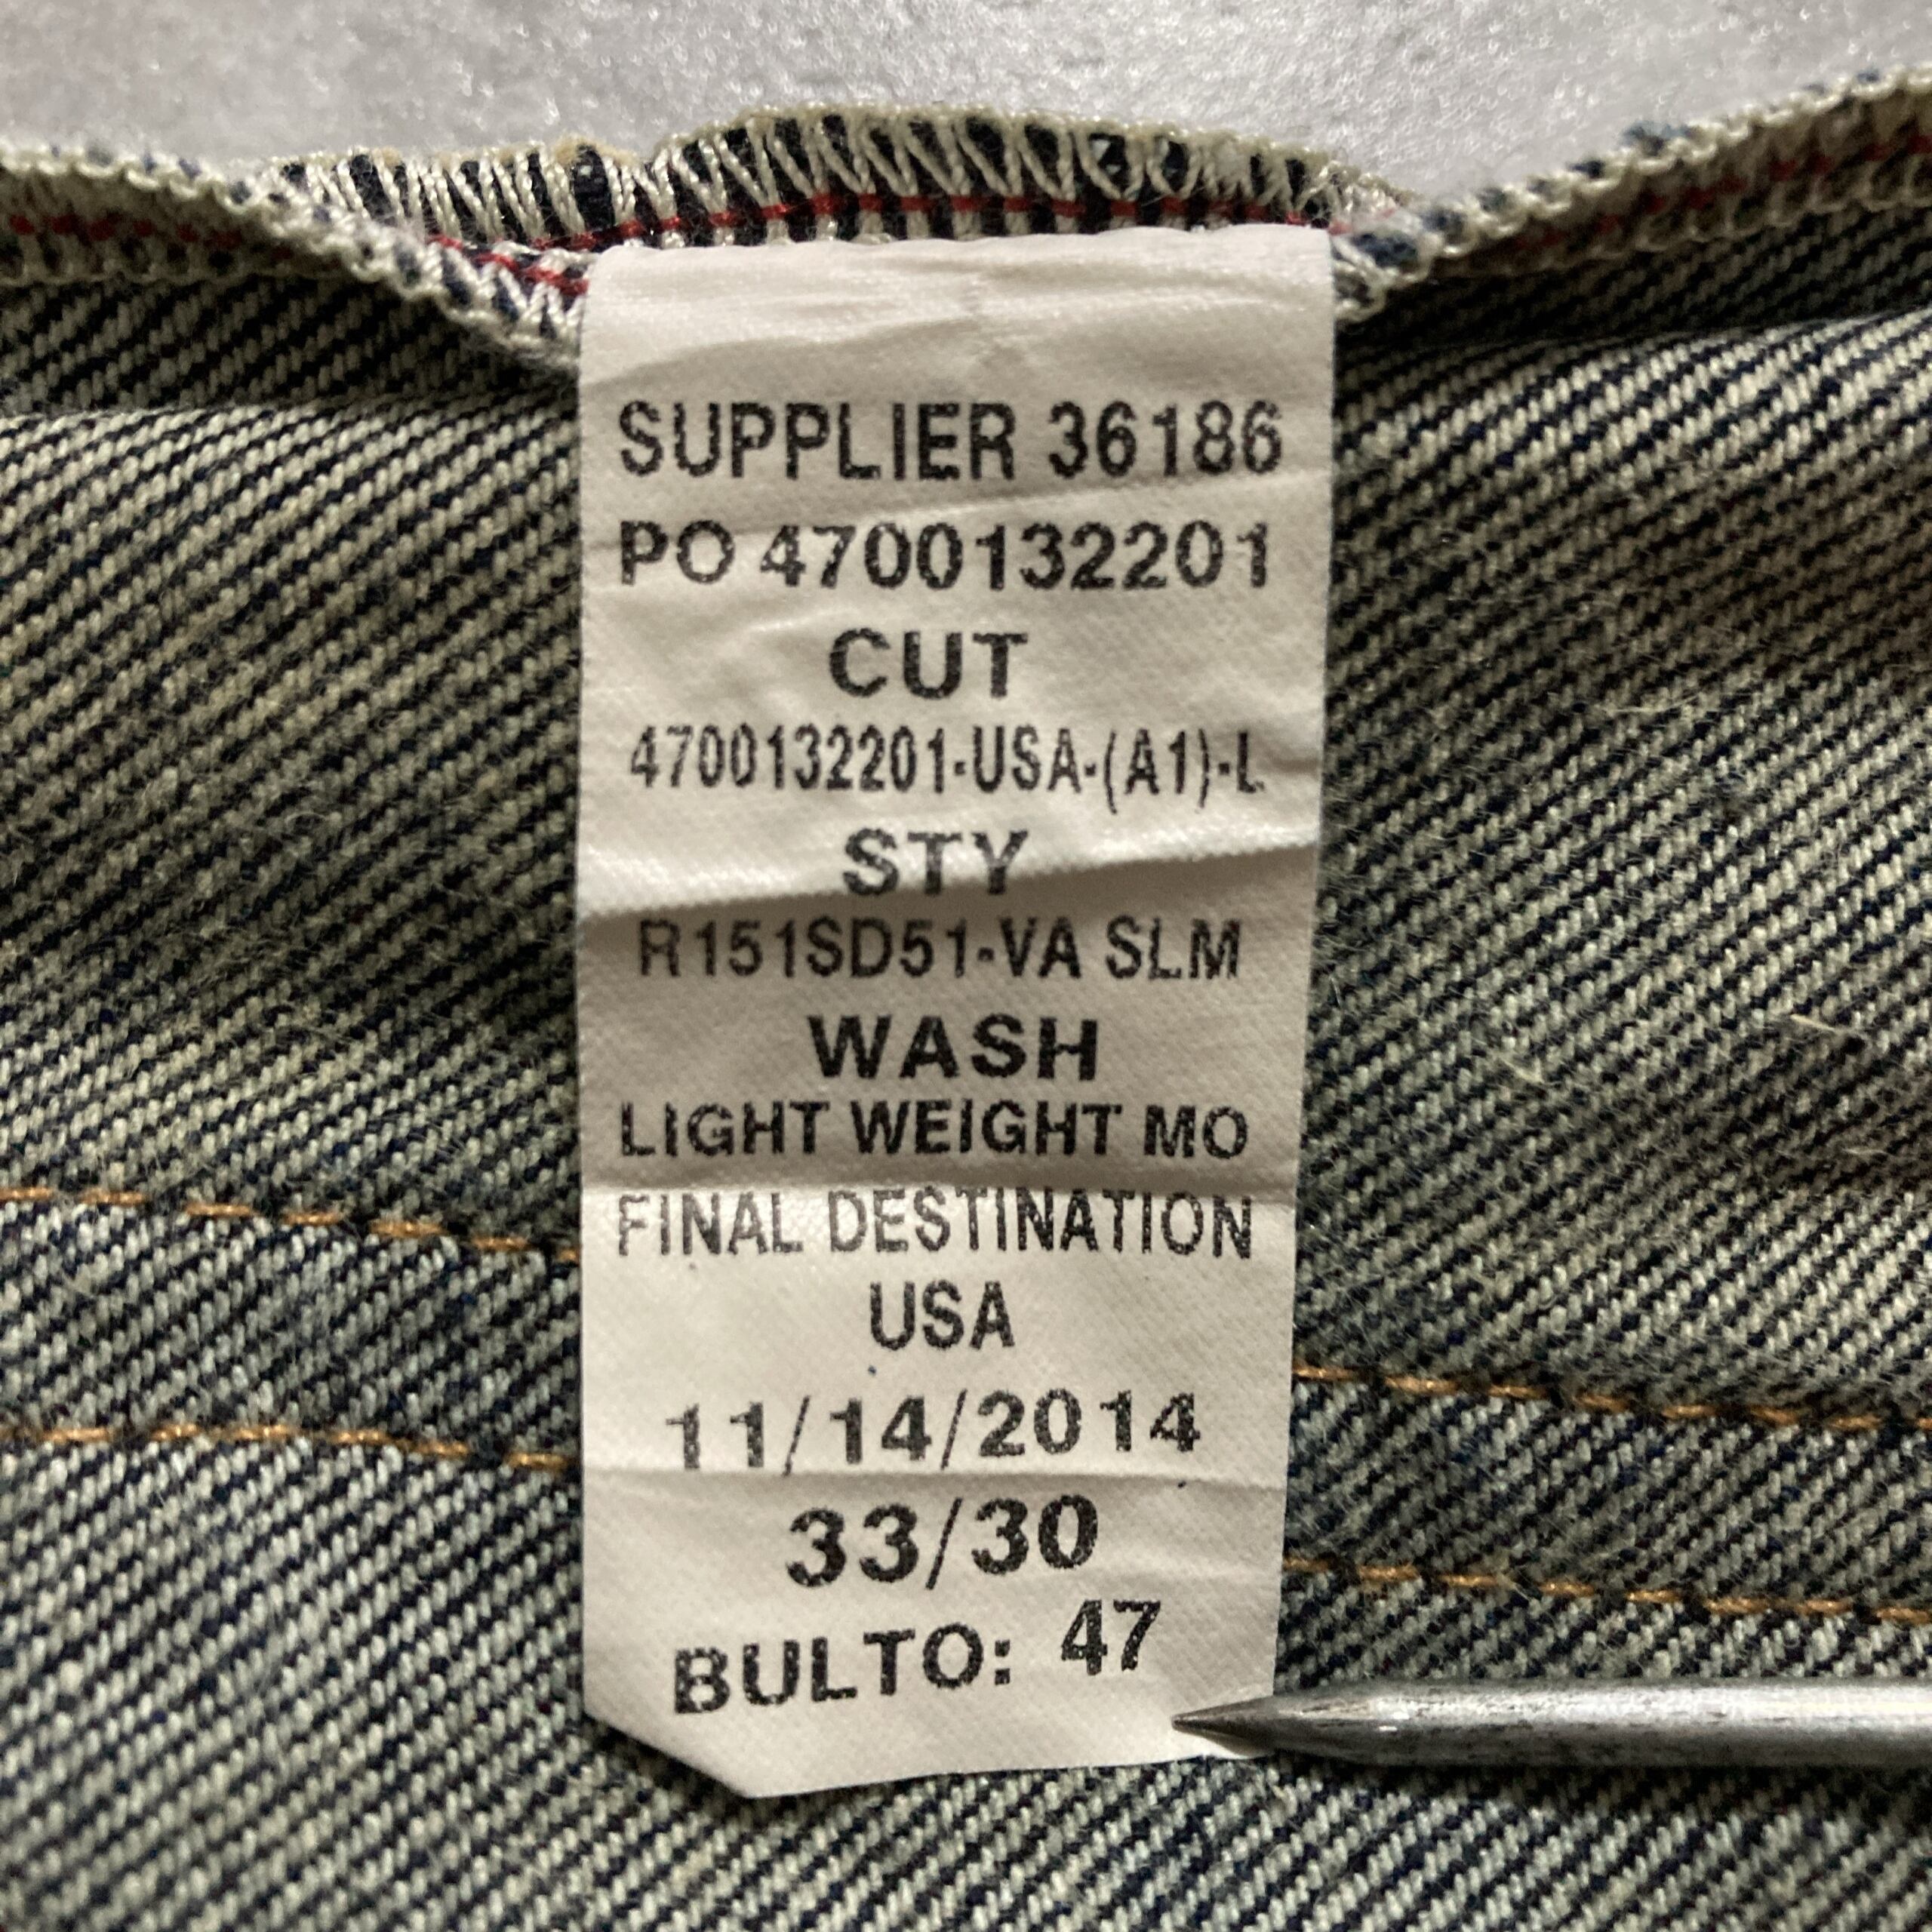 SUPPLIER 36186
PO 4700132201
CUT
4700132201-USA-(A1)-L
STY
R151SD51-VA SLM
WASH
LIGHT WEIGHT MO
FINAL DESTINATION
USA
11/14/2014
33/30
BULTO: 47